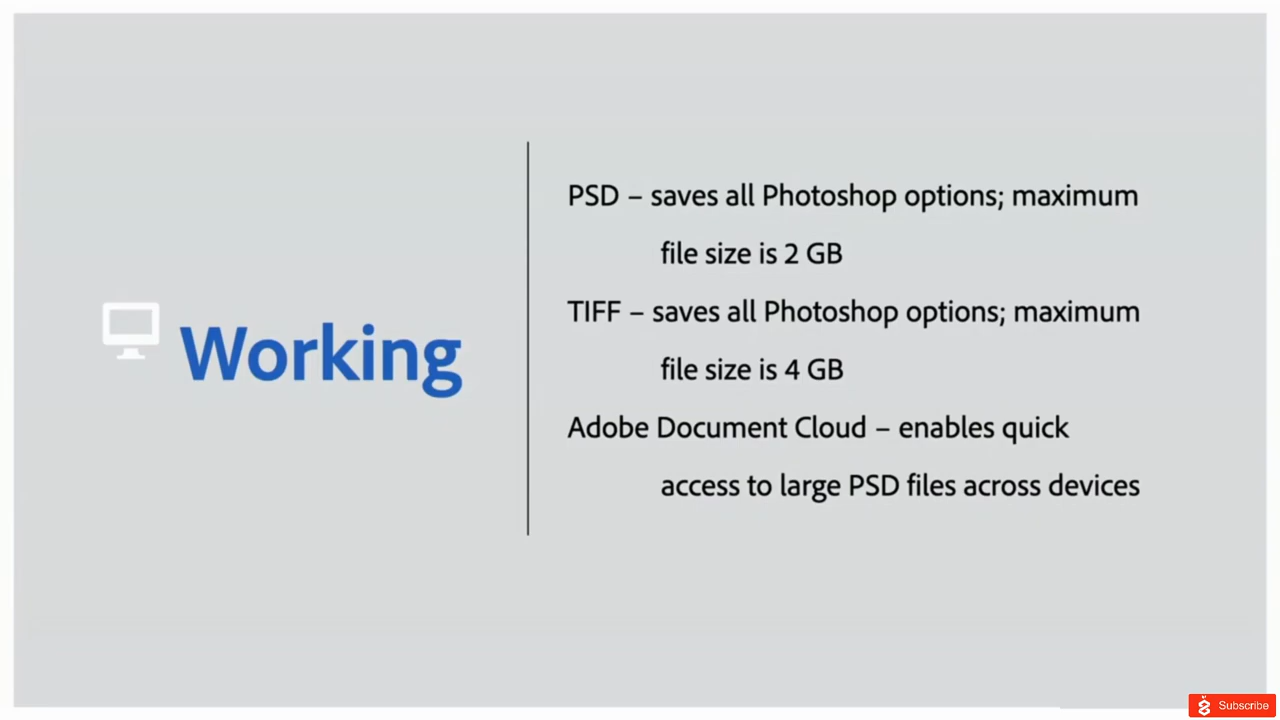 Working
PSD – saves all Photoshop options; maximum
file size is 2 GB
TIFF – saves all Photoshop options; maximum
file size is 4 GB
Adobe Document Cloud – enables quick
access to large PSD files across devices
Subscribe